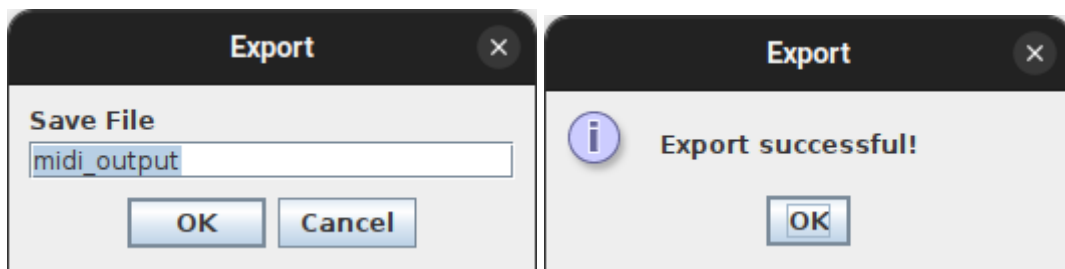 Export
Save File
midi_output
OK Cancel
Export
i
Export successful!
OK